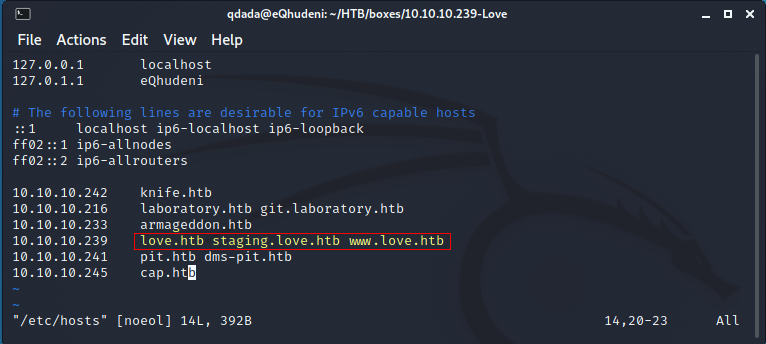 qdada@eQhudeni: ~/HTB/boxes/10.10.10.239-Love
File Actions Edit View Help
127.0.0.1 localhost
127.0.1.1 eQhudeni
# The following lines are desirable for IPv6 capable hosts
::1 localhost ip6-localhost ip6-loopback
ff02::1 ip6-allnodes
ff02::2 ip6-allrouters
10.10.10.242 knife.htb
10.10.10.216 laboratory.htb git.laboratory.htb
10.10.10.233 armageddon.htb
10.10.10.239 love.htb staging.love.htb www.love.htb
10.10.10.241 pit.htb dms-pit.htb
10.10.10.245 cap.htb
~
~
"/etc/hosts" [noeol] 14L, 392B 14,20-23 All